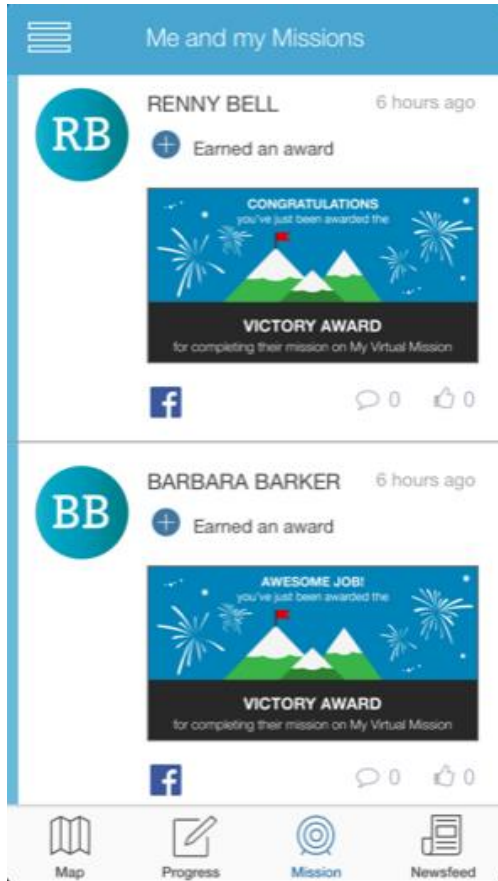 Me and my Missions
RB
RENNY BELL
6 hours ago
Earned an award
CONGRATULATIONS
you've just been awarded the
VICTORY AWARD
for completing their mission on My Virtual Mission
f
0
0
BB
BARBARA BARKER
6 hours ago
Earned an award
AWESOME JOB!
you've just been awarded the
VICTORY AWARD
for completing their mission on My Virtual Mission
f
0
0
Map
Progress
Mission
Newsfeed